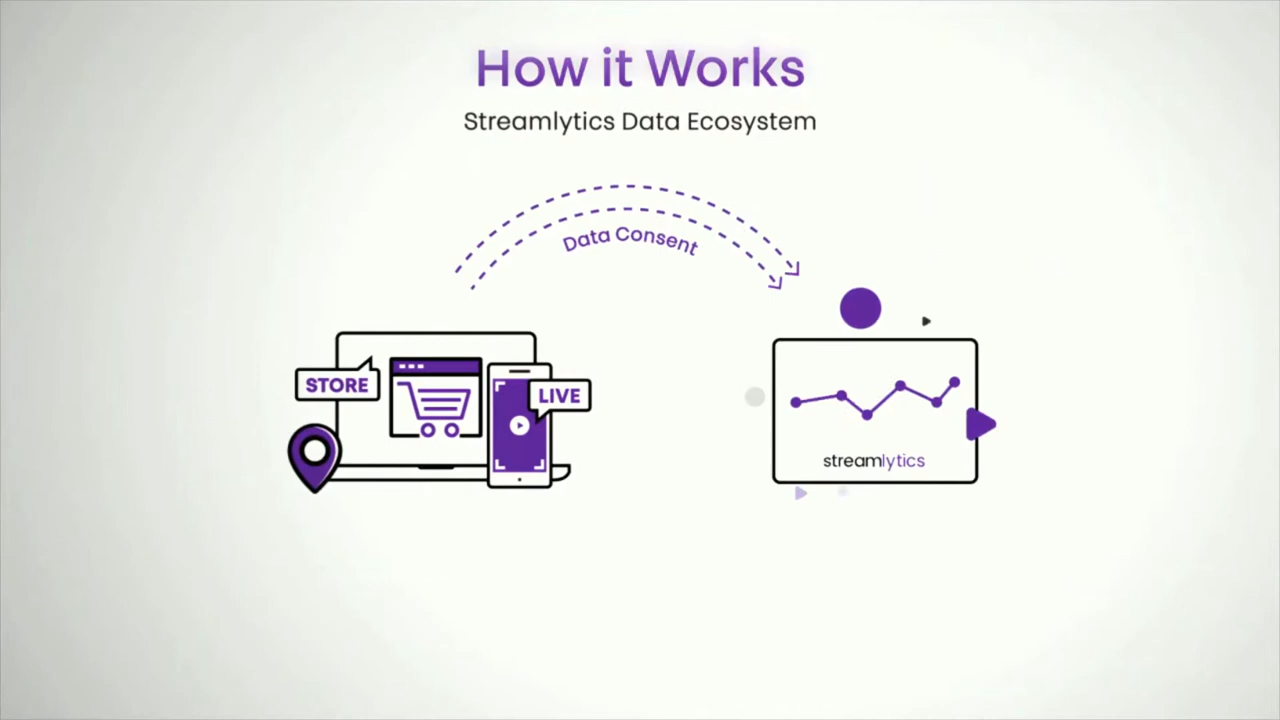 How it Works
Streamlytics Data Ecosystem
Data Consent
STORE
LIVE
streamlytics